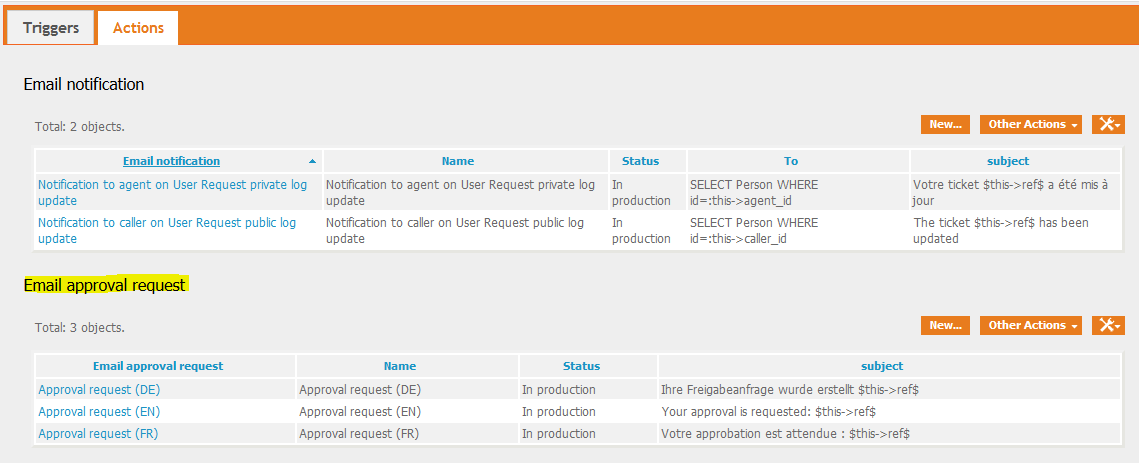 Triggers Actions
Email notification
Total: 2 objects. New... Other Actions
Email notification Name Status To subject
Notification to agent on User Request private log Notification to agent on User Request private log In SELECT Person WHERE Votre ticket $this->ref$ a été mis à
update update production id=:this->agent_id jour
Notification to caller on User Request public log Notification to caller on User Request public log In SELECT Person WHERE The ticket $this->ref$ has been
update update production id=:this->caller_id updated
Email approval request
Total: 3 objects. New... Other Actions
Email approval request Name Status subject
Approval request (DE) Approval request (DE) In production Ihre Freigabeanfrage wurde erstellt $this->ref$
Approval request (EN) Approval request (EN) In production Your approval is requested: $this->ref$
Approval request (FR) Approval request (FR) In production Votre approbation est attendue : $this->ref$